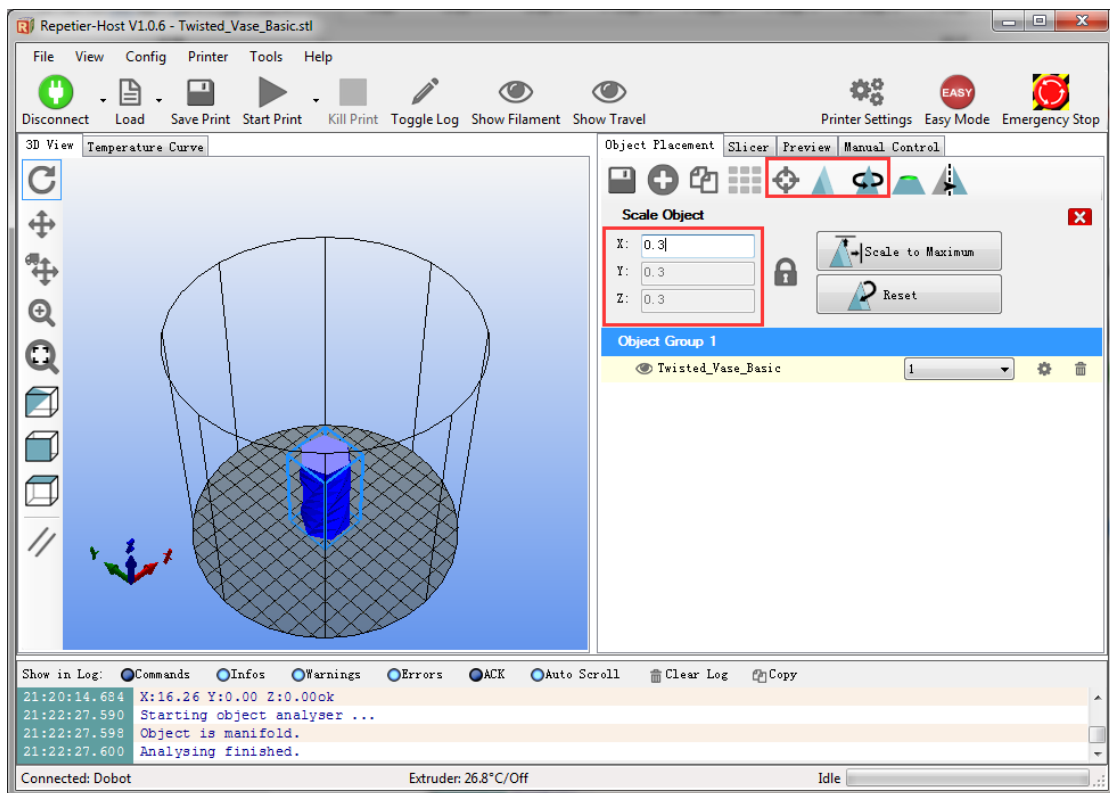 Repetier-Host V1.0.6 - Twisted_Vase_Basic.stl
File View Config Printer Tools Help
Disconnect Load Save Print Start Print Kill Print Toggle Log Show Filament Show Travel Printer Settings EASY Easy Mode Emergency Stop
3D View Temperature Curve
Object Placement Slicer Preview Manual Control
Scale Object
X: 0.3
Y: 0.3
Z: 0.3
Scale to Maximum
Reset
Object Group 1
Twisted_Vase_Basic 1
Show in Log: Commands Infos Warnings Errors ACK Auto Scroll Clear Log Copy
21:20:14.684 X:16.26 Y:0.00 Z:0.00ok
21:22:27.590 Starting object analyser ...
21:22:27.598 Object is manifold.
21:22:27.600 Analysing finished.
Connected: Dobot Extruder: 26.8°C/Off Idle